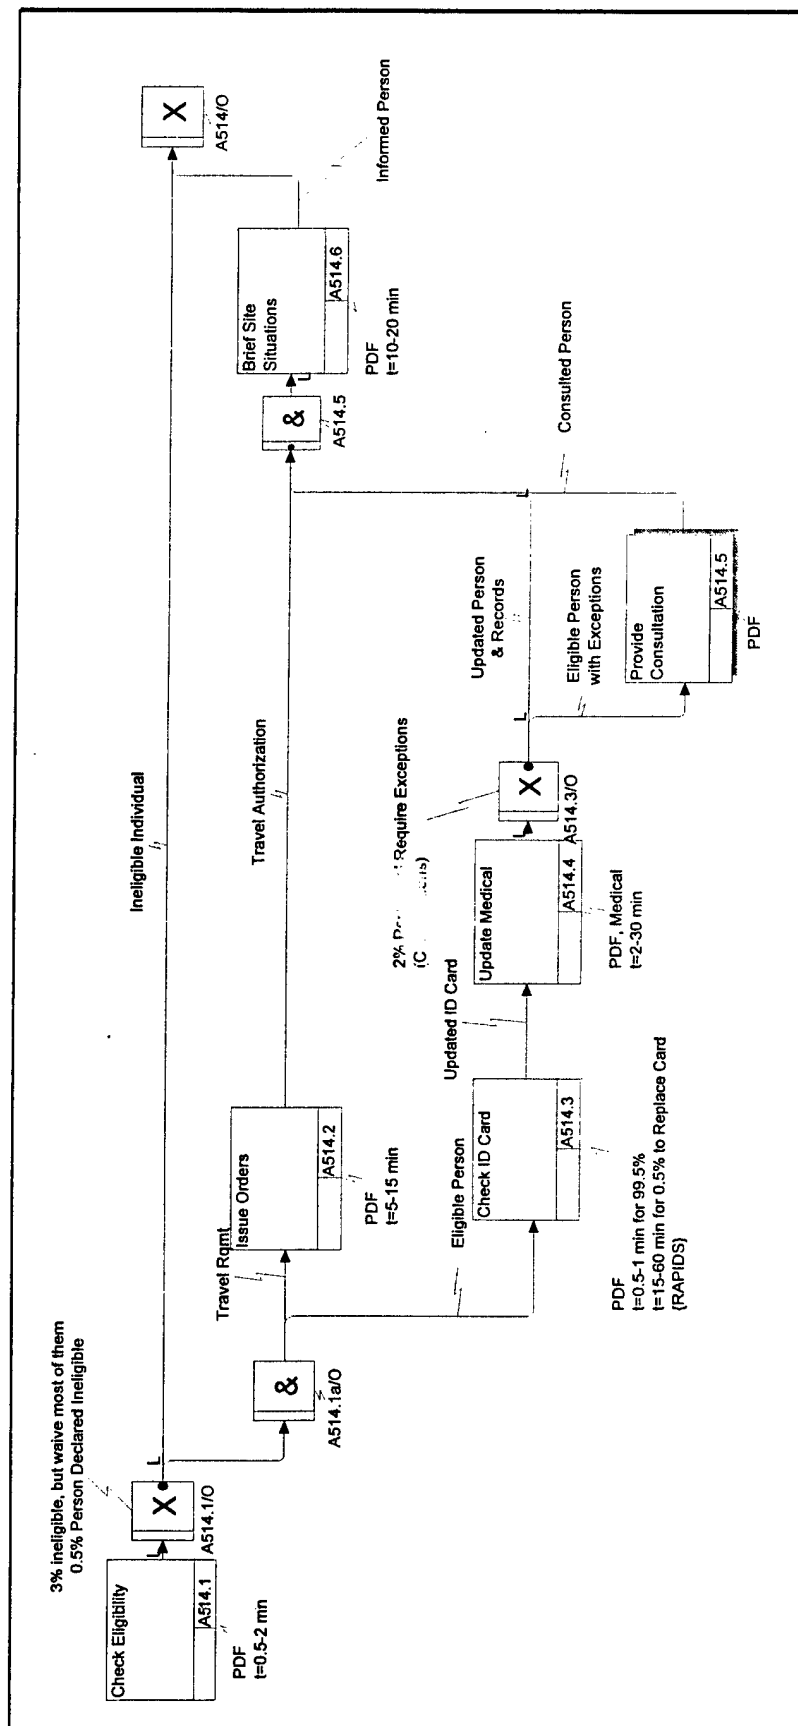 3% ineligible, but waive most of them
0.5% Person Declared Ineligible
Check Eligiblity
A514.1
PDF
t=0.5-2 mn
L
X
A514.1/O
L
Ineligible Individual
X
A514/O
&
A514.1a/O
Travel Rqmt
Issue Orders
A514.2
PDF
t=5-15 min
Travel Authorization
&
A514.5
L
Brief Site
Situations
A514.6
PDF
t=10-20 min
Informed Person
Eligible Person
Check ID Card
A514.3
PDF
t=0.5-1 min for 99.5%
t=15-60 min for 0.5% to Replace Card
{RAPIDS}
Updated ID Card
Update Medical
A514.4
PDF, Medical
t=2-30 min
2% Require Exceptions
L
X
A514.3/O
L
Updated Person
& Records
L
Eligible Person
with Exceptions
Provide
Consultation
A514.5
PDF
Consulted Person